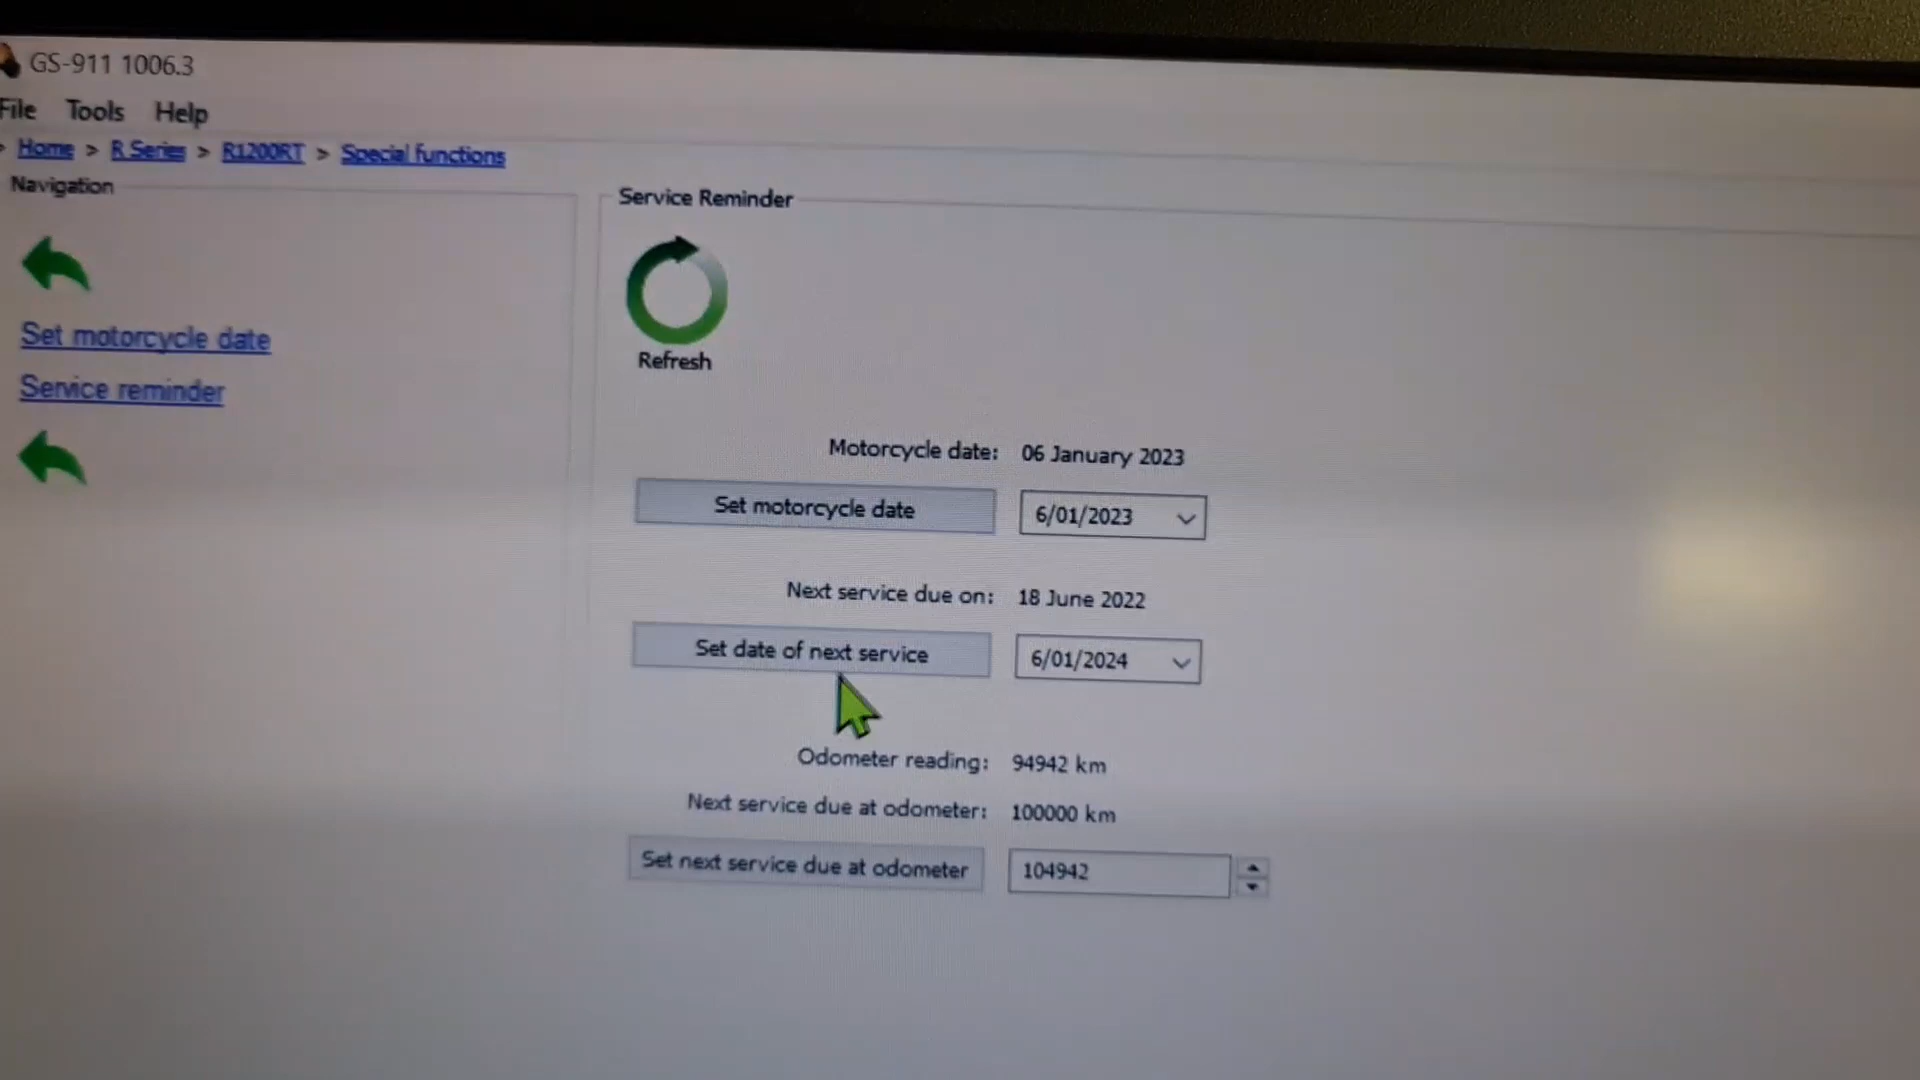 GS-911 1006.3
File Tools Help
Home > R Series > R1200RT > Special functions
Navigation
Set motorcycle date
Service reminder
Service Reminder
Refresh
Motorcycle date: 06 January 2023
Set motorcycle date 6/01/2023
Next service due on: 18 June 2022
Set date of next service 6/01/2024
Odometer reading: 94942 km
Next service due at odometer: 100000 km
Set next service due at odometer 104942